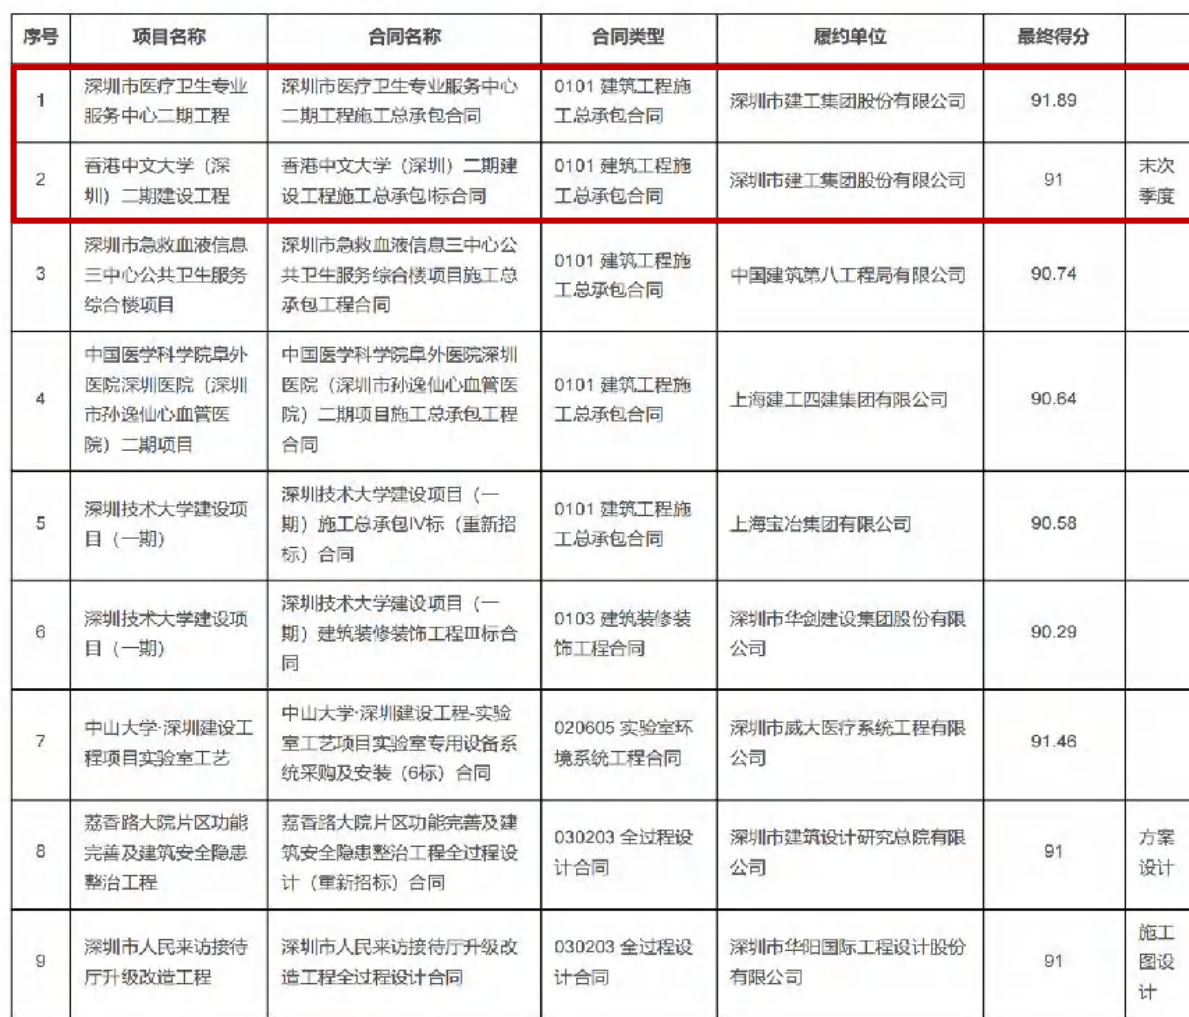 序号 项目名称 合同名称 合同类型 履约单位 最终得分
1 深圳市医疗卫生专业服务中心二期工程 深圳市医疗卫生专业服务中心二期工程施工总承包合同 0101 建筑工程施工总承包合同 深圳市建工集团股份有限公司 91.89
2 香港中文大学（深圳）二期建设工程 香港中文大学（深圳）二期建设工程施工总承包I标合同 0101 建筑工程施工总承包合同 深圳市建工集团股份有限公司 91 末次季度
3 深圳市急救血液信息三中心公共卫生服务综合楼项目 深圳市急救血液信息三中心公共卫生服务综合楼项目施工总承包工程合同 0101 建筑工程施工总承包合同 中国建筑第八工程局有限公司 90.74
4 中国医学科学院阜外医院深圳医院（深圳市孙逸仙心血管医院）二期项目 中国医学科学院阜外医院深圳医院（深圳市孙逸仙心血管医院）二期项目施工总承包工程合同 0101 建筑工程施工总承包合同 上海建工四建集团有限公司 90.64
5 深圳技术大学建设项目（一期） 深圳技术大学建设项目（一期）施工总承包IV标（重新招标）合同 0101 建筑工程施工总承包合同 上海宝冶集团有限公司 90.58
6 深圳技术大学建设项目（一期） 深圳技术大学建设项目（一期）建筑装修装饰工程Ⅲ标合同 0103 建筑装修装饰工程合同 深圳市华剑建设集团股份有限公司 90.29
7 中山大学·深圳建设工程项目实验室工艺 中山大学·深圳建设工程-实验室工艺项目实验室专用设备系统采购及安装（6标）合同 020605 实验室环境系统工程合同 深圳市威大医疗系统工程有限公司 91.46
8 荔香路大院片区功能完善及建筑安全隐患整治工程 荔香路大院片区功能完善及建筑安全隐患整治工程全过程设计（重新招标）合同 030203 全过程设计合同 深圳市建筑设计研究总院有限公司 91 方案设计
9 深圳市人民来访接待厅升级改造工程 深圳市人民来访接待厅升级改造工程全过程设计合同 030203 全过程设计合同 深圳市华阳国际工程设计股份有限公司 91 施工图设计